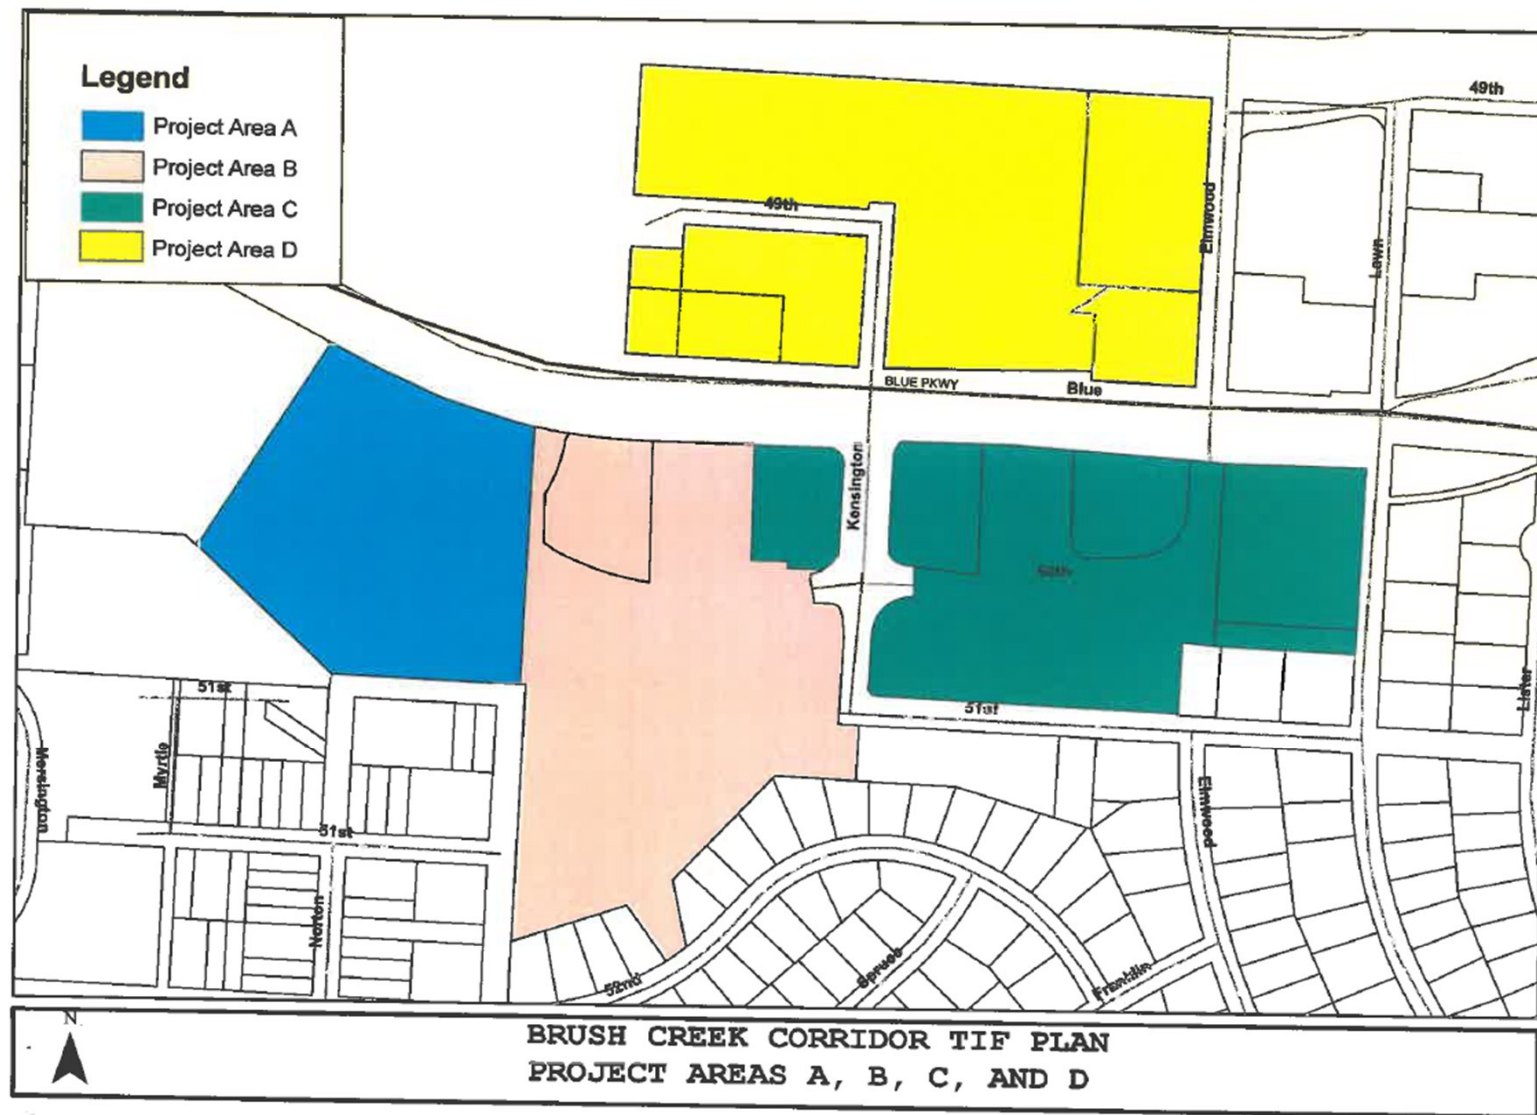 Legend
Project Area A
Project Area B
Project Area C
Project Area D
49th
49th
Elmwood
Lawn
BLUE PKWY
Blue
Kensington
50th
51st
51st
Lister
Mersington
Myrtle
51st
Norton
Elmwood
52nd
Spruce
Franklin
N
BRUSH CREEK CORRIDOR TIF PLAN
PROJECT AREAS A, B, C, AND D